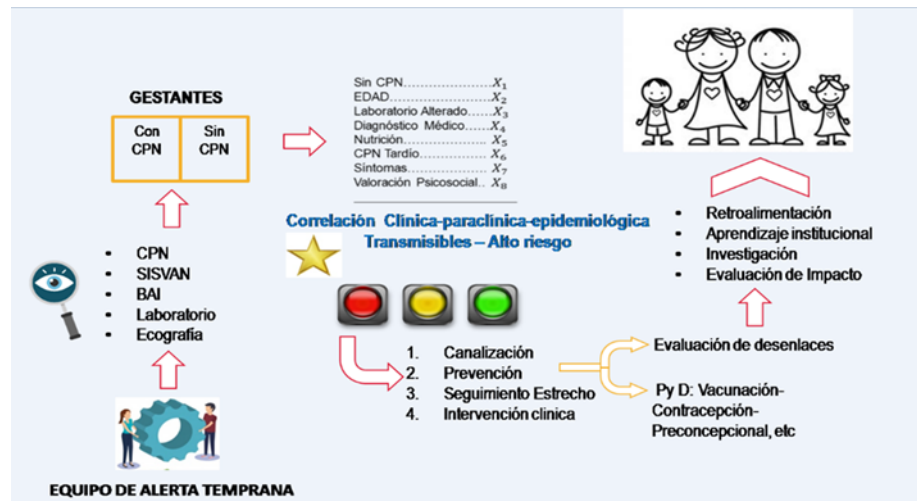 GESTANTES
Con
CPN
Sin
CPN
Sin CPN........................... X1
EDAD............................. X2
Laboratorio Alterado......X3
Diagnóstico Médico.......X4
Nutrición........................ X5
CPN Tardío................... X6
Síntomas....................... X7
Valoración Psicosocial.. X8
Correlación Clínica-paraclínica-epidemiológica
Transmisibles – Alto riesgo
• CPN
• SISVAN
• BAI
• Laboratorio
• Ecografía
EQUIPO DE ALERTA TEMPRANA
1. Canalización
2. Prevención
3. Seguimiento Estrecho
4. Intervención clinica
Evaluación de desenlaces
Py D: Vacunación-
Contracepción-
Preconcepcional, etc
• Retroalimentación
• Aprendizaje institucional
• Investigación
• Evaluación de Impacto